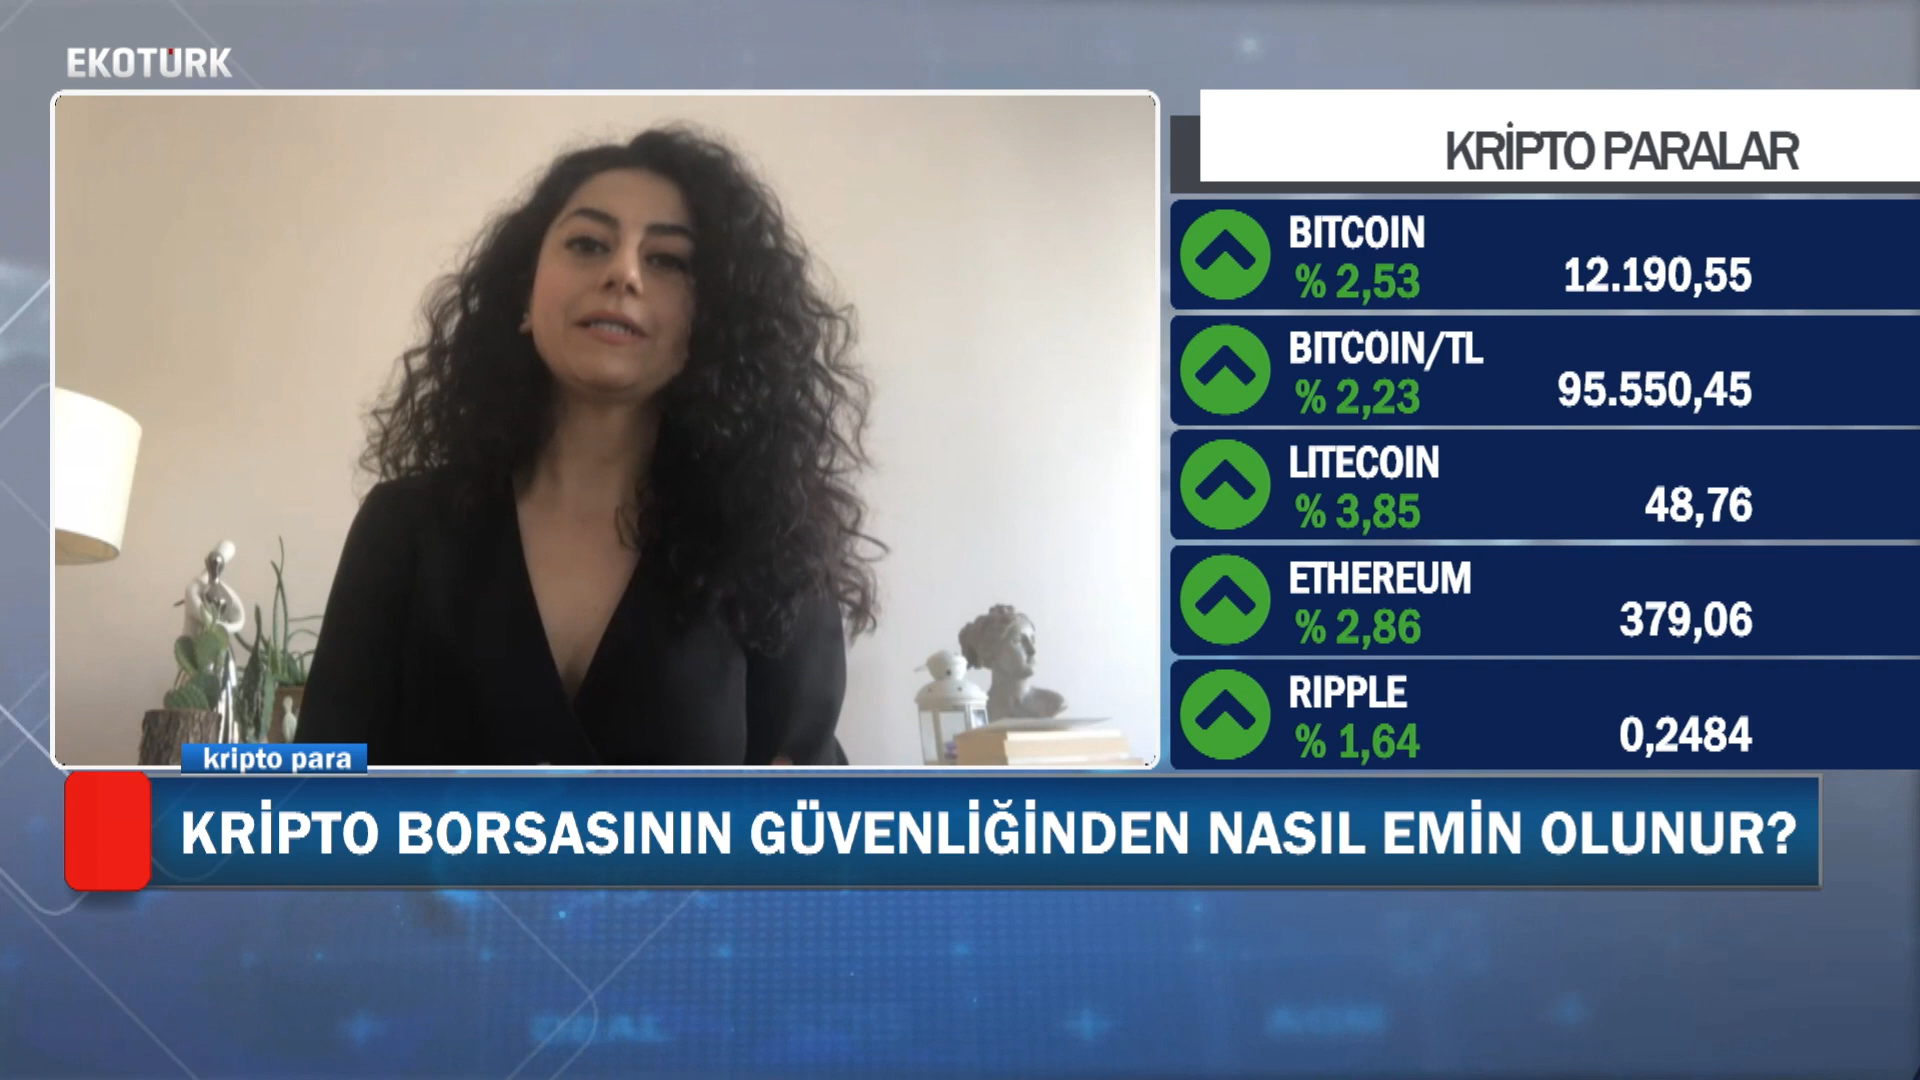 EKOTÜRK
KRİPTO PARALAR
BITCOIN
% 2,53
12.190,55
BITCOIN/TL
% 2,23
95.550,45
LITECOIN
% 3,85
48,76
ETHEREUM
% 2,86
379,06
RIPPLE
% 1,64
0,2484
kripto para
KRİPTO BORSASININ GÜVENLİĞİNDEN NASIL EMİN OLUNUR?